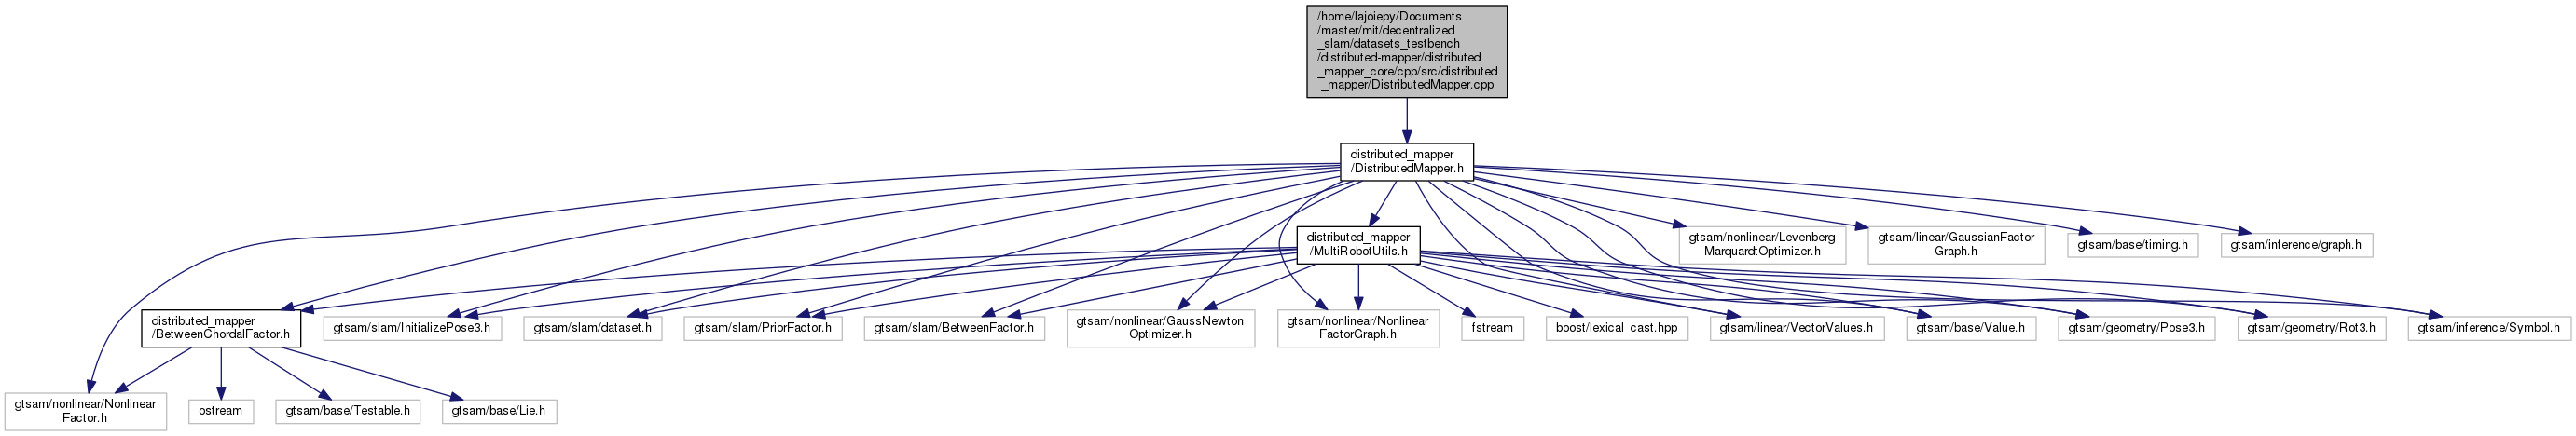 /home/lajoiepy/Documents
/master/mit/decentralized
_slam/datasets_testbench
/distributed-mapper/distributed
_mapper_core/cpp/src/distributed
_mapper/DistributedMapper.cpp
distributed_mapper
/DistributedMapper.h
distributed_mapper
/MultiRobotUtils.h
gtsam/nonlinear/Levenberg
MarquardtOptimizer.h
gtsam/linear/GaussianFactor
Graph.h
gtsam/base/timing.h
gtsam/inference/graph.h
distributed_mapper
/BetweenChordalFactor.h
gtsam/slam/InitializePose3.h
gtsam/slam/dataset.h
gtsam/slam/PriorFactor.h
gtsam/slam/BetweenFactor.h
gtsam/nonlinear/GaussNewton
Optimizer.h
gtsam/nonlinear/Nonlinear
FactorGraph.h
fstream
boost/lexical_cast.hpp
gtsam/linear/VectorValues.h
gtsam/base/Value.h
gtsam/geometry/Pose3.h
gtsam/geometry/Rot3.h
gtsam/inference/Symbol.h
gtsam/nonlinear/Nonlinear
Factor.h
ostream
gtsam/base/Testable.h
gtsam/base/Lie.h